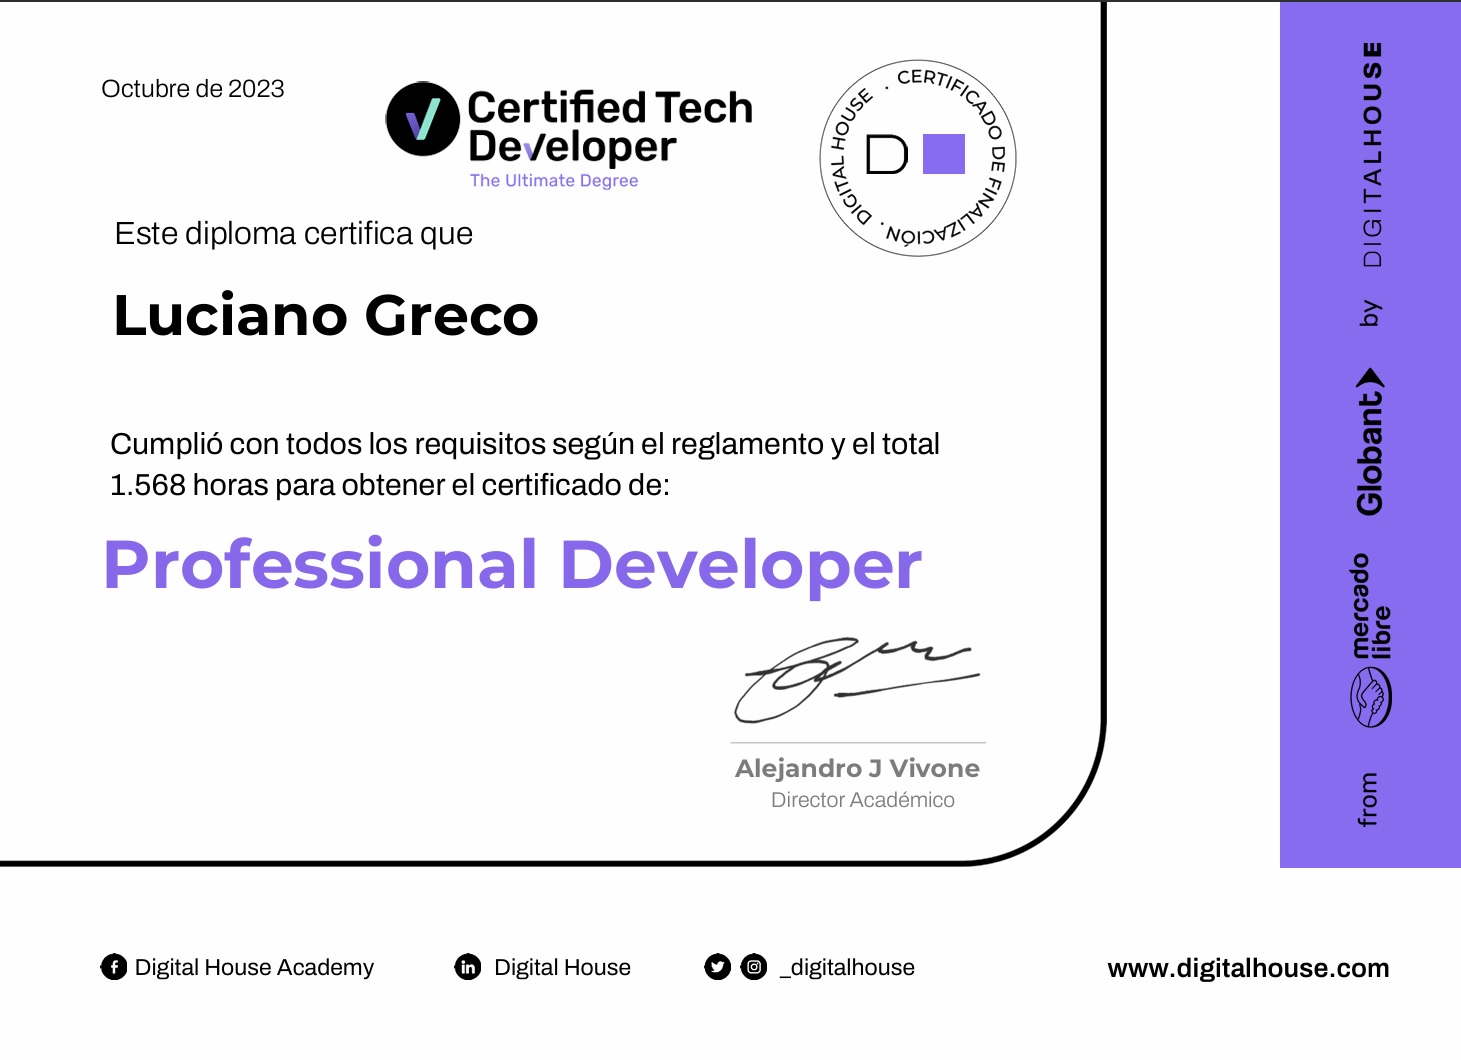 Octubre de 2023
Certified Tech
Developer
The Ultimate Degree
· CERTIFICADO DE FINALIZACIÓN · DIGITAL HOUSE
D
Este diploma certifica que
Luciano Greco
Cumplió con todos los requisitos según el reglamento y el total
1.568 horas para obtener el certificado de:
Professional Developer
Alejandro J Vivone
Director Académico
from
mercado
libre
Globant
by
DIGITALHOUSE
Digital House Academy
Digital House
_digitalhouse
www.digitalhouse.com